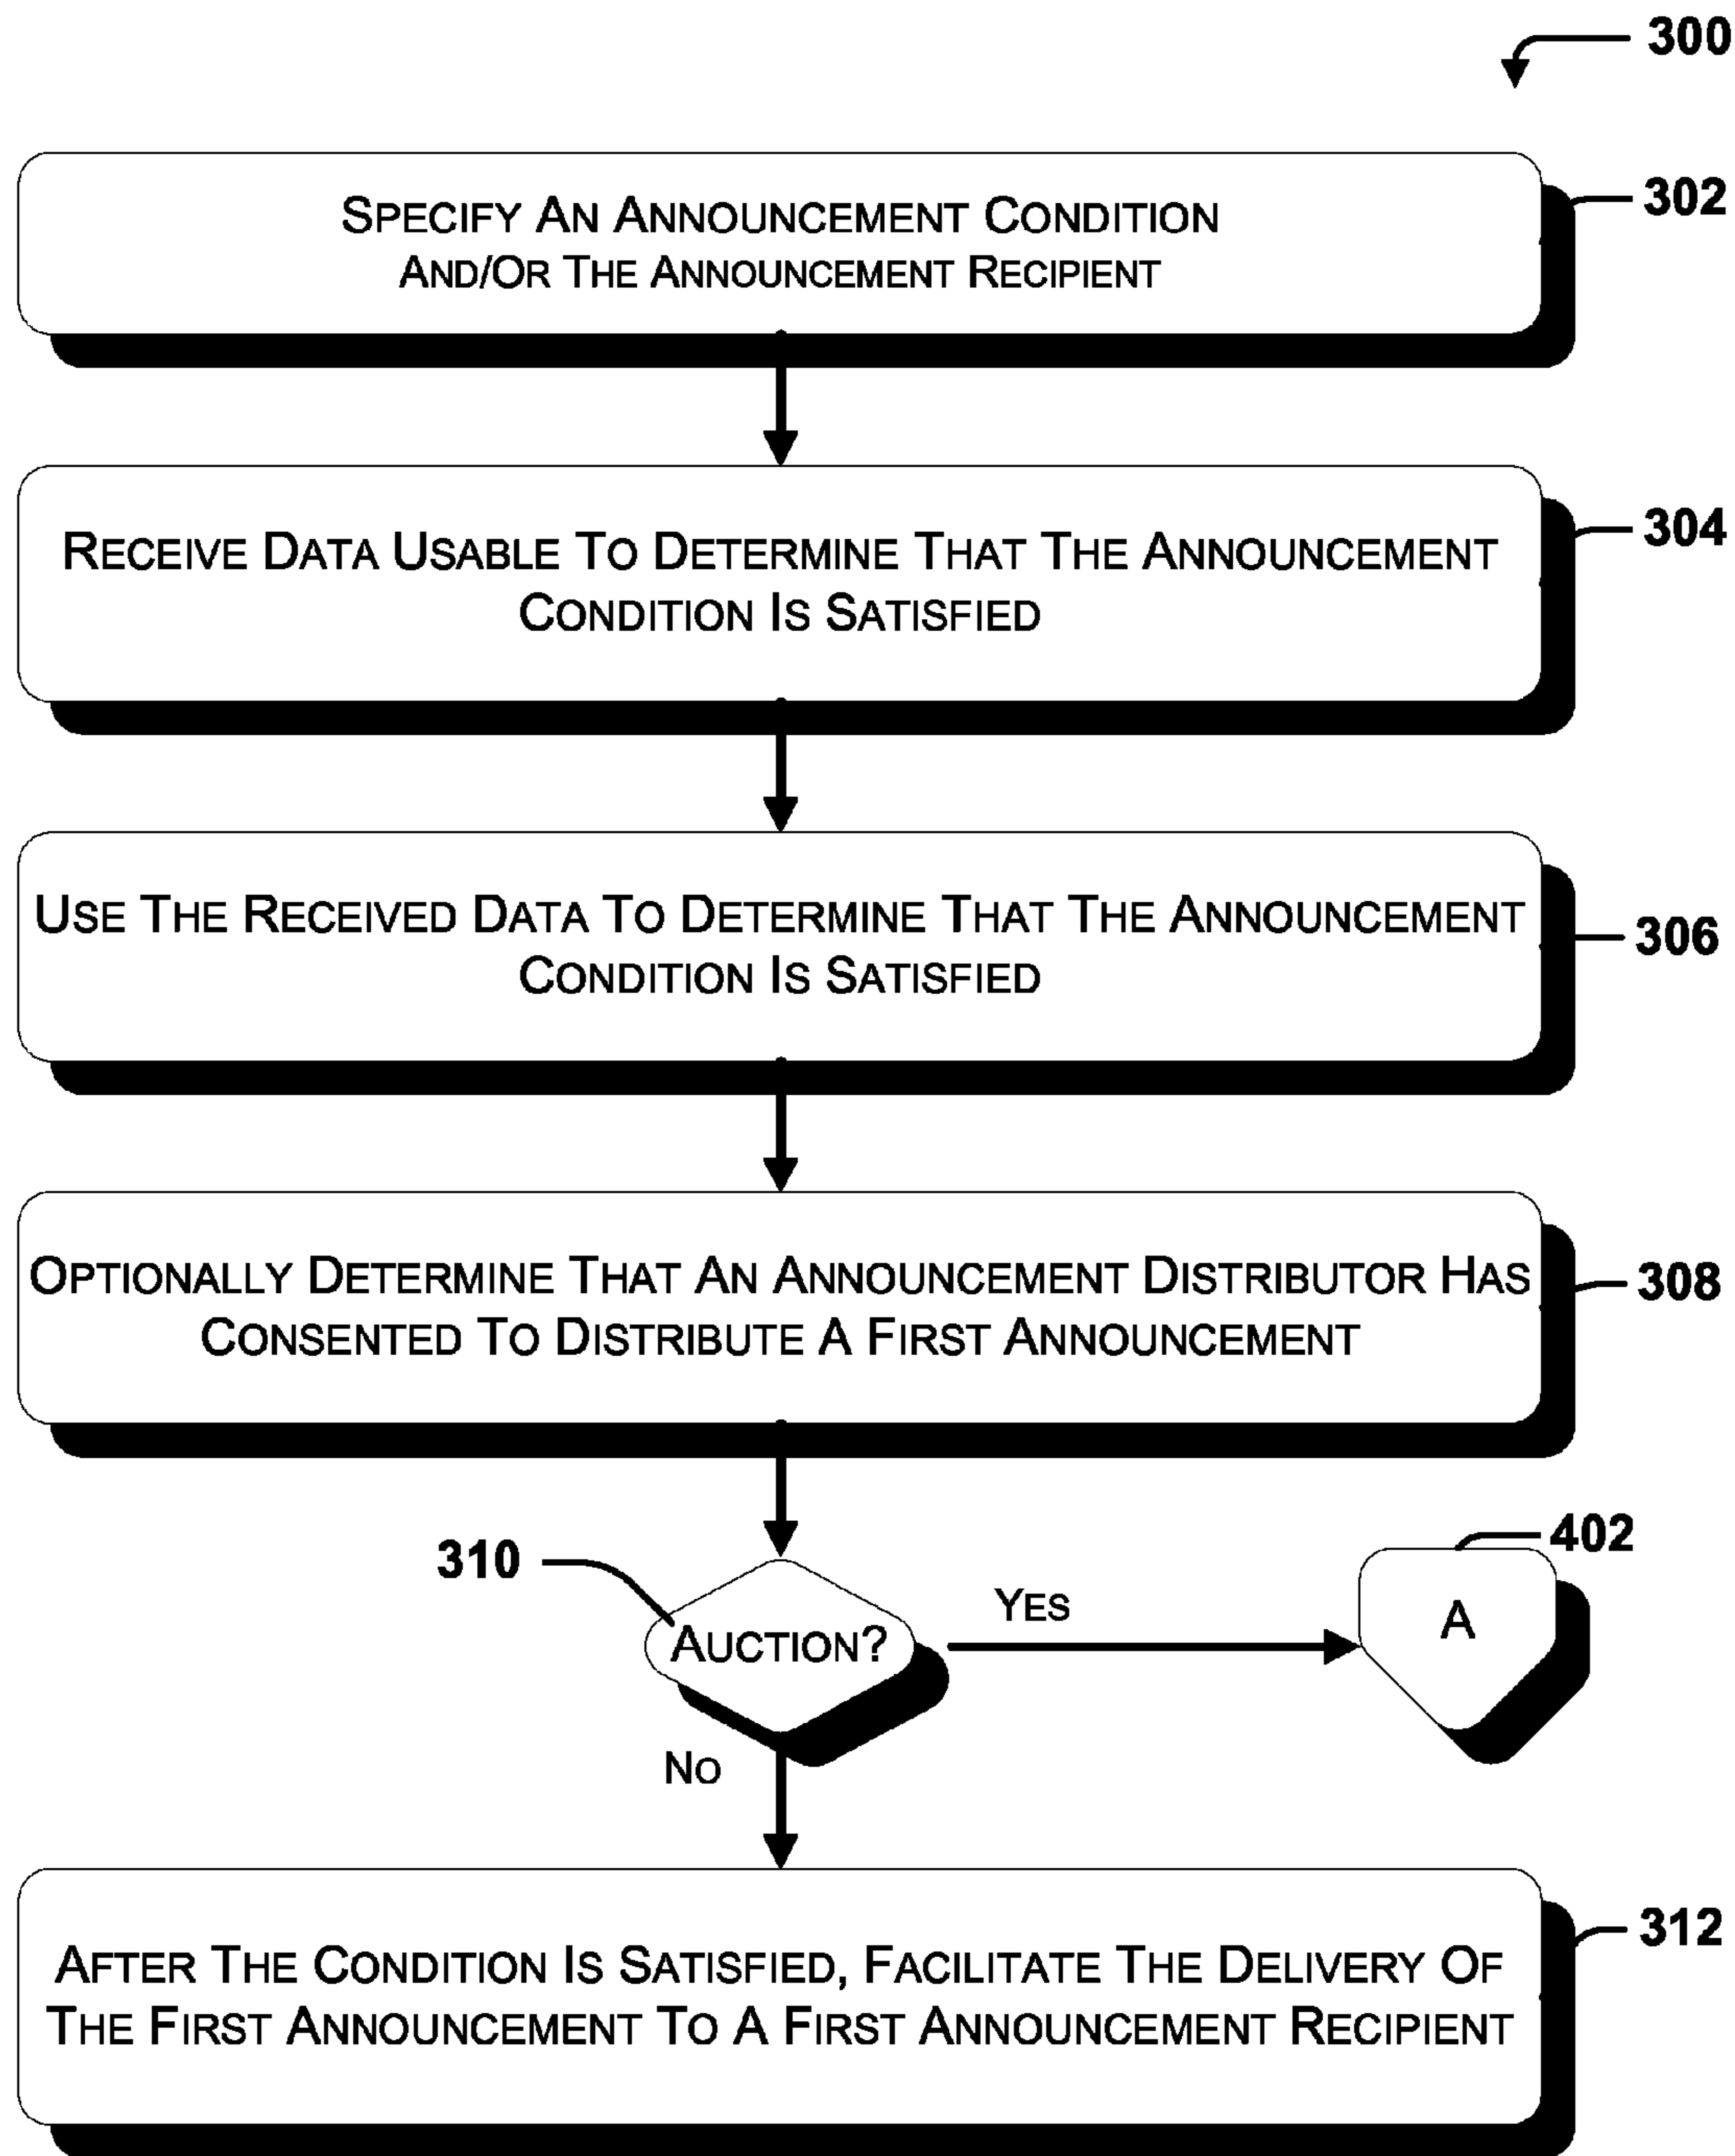 300
SPECIFY AN ANNOUNCEMENT CONDITION
AND/OR THE ANNOUNCEMENT RECIPIENT
302
RECEIVE DATA USABLE TO DETERMINE THAT THE ANNOUNCEMENT
CONDITION IS SATISFIED
304
USE THE RECEIVED DATA TO DETERMINE THAT THE ANNOUNCEMENT
CONDITION IS SATISFIED
306
OPTIONALLY DETERMINE THAT AN ANNOUNCEMENT DISTRIBUTOR HAS
CONSENTED TO DISTRIBUTE A FIRST ANNOUNCEMENT
308
310
AUCTION?
YES
402
A
NO
AFTER THE CONDITION IS SATISFIED, FACILITATE THE DELIVERY OF
THE FIRST ANNOUNCEMENT TO A FIRST ANNOUNCEMENT RECIPIENT
312